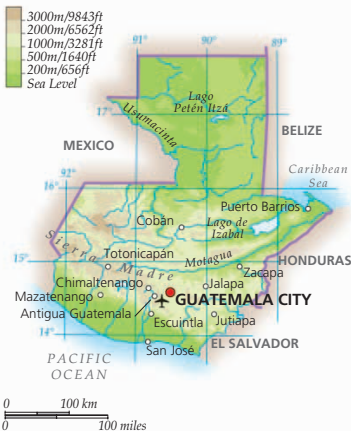 3000m/9843ft
2000m/6562ft
1000m/3281ft
500m/1640ft
200m/656ft
Sea Level
91°
90°
89°
Lago
Petén Itzá
17°
Usumacinta
BELIZE
MEXICO
Caribbean
Sea
92°
16°
Puerto Barrios
Cobán
Lago de
Izabal
Sierra Madre
Motagua
Totonicapán
15°
HONDURAS
Zacapa
Chimaltenango
Jalapa
Mazatenango
GUATEMALA CITY
Antigua Guatemala
Escuintla
Jutiapa
14°
San José
EL SALVADOR
PACIFIC
OCEAN
0 100 km
0 100 miles